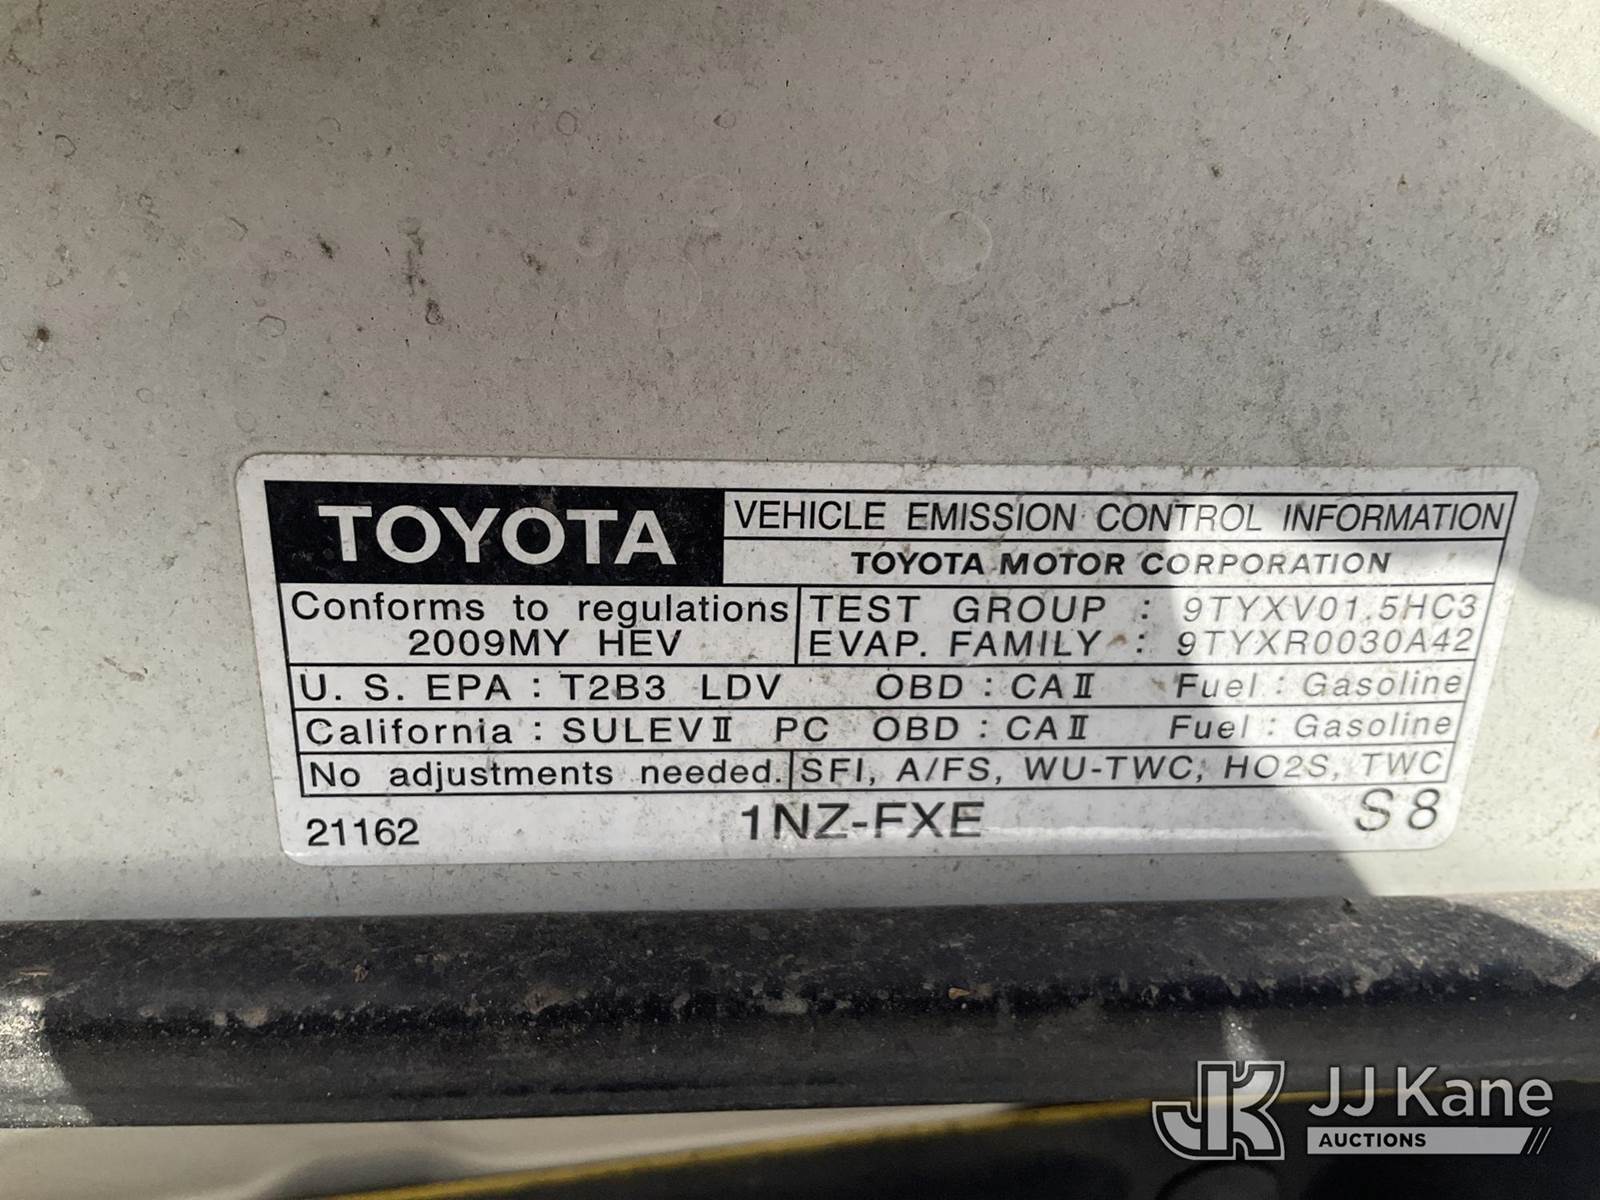 TOYOTA
VEHICLE EMISSION CONTROL INFORMATION
TOYOTA MOTOR CORPORATION
Conforms to regulations
2009MY HEV
TEST GROUP : 9TYXV01.5HC3
EVAP. FAMILY : 9TYXR0030A42
U. S. EPA : T2B3 LDV OBD : CAⅡ Fuel : Gasoline
California : SULEVⅡ PC OBD : CAⅡ Fuel : Gasoline
No adjustments needed. SFI, A/FS, WU-TWC, HO2S, TWC
21162 1NZ-FXE S8
JK JJ Kane
AUCTIONS